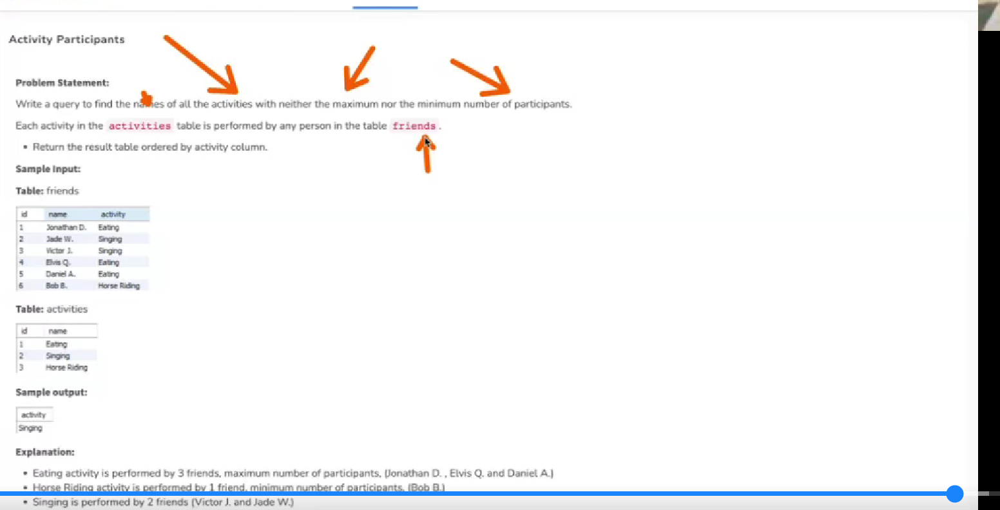 Activity Participants
Problem Statement:
Write a query to find the names of all the activities with neither the maximum nor the minimum number of participants.
Each activity in the activities table is performed by any person in the table friends.
• Return the result table ordered by activity column.
Sample Input:
Table: friends
id name activity
1 Jonathan D. Eating
2 Jade W. Singing
3 Victor J. Singing
4 Elvis Q. Eating
5 Daniel A. Eating
6 Bob B. Horse Riding
Table: activities
id name
1 Eating
2 Singing
3 Horse Riding
Sample output:
activity
Singing
Explanation:
• Eating activity is performed by 3 friends, maximum number of participants, (Jonathan D. , Elvis Q. and Daniel A.)
• Horse Riding activity is performed by 1 friend, minimum number of participants, (Bob B.)
• Singing is performed by 2 friends (Victor J. and Jade W.)